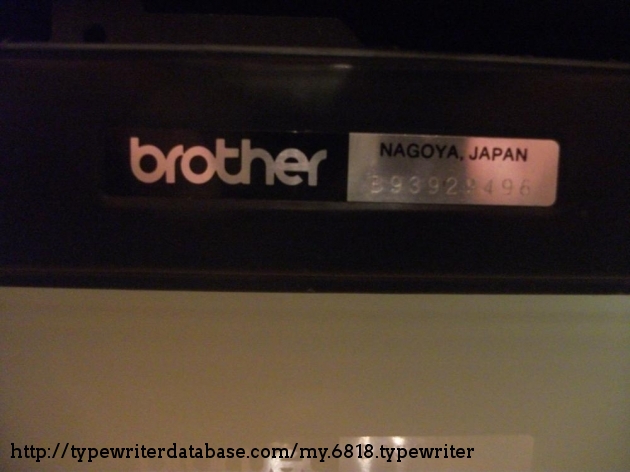 brother
NAGOYA, JAPAN
http://typewriterdatabase.com/my.6818.typewriter